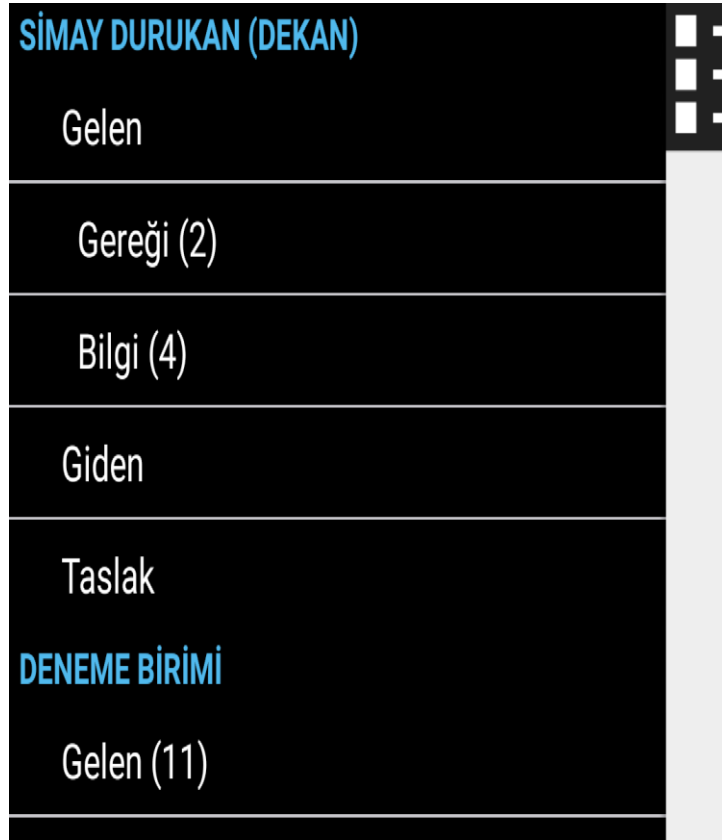 SİMAY DURUKAN (DEKAN)
Gelen
Gereği (2)
Bilgi (4)
Giden
Taslak
DENEME BİRİMİ
Gelen (11)